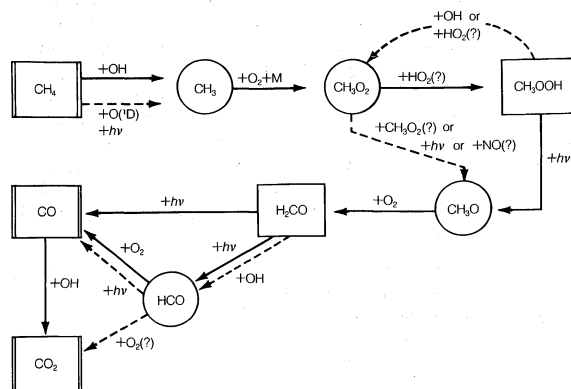 +OH or
+HO₂(?)
+OH
CH₄
CH₃
+O₂+M
CH₃O₂
+HO₂(?)
CH₃OOH
+O(¹D)
+hν
+CH₃O₂(?) or
+hν or +NO(?)
+hν
CO
+hν
H₂CO
+O₂
CH₃O
+O₂
+hν
+OH
+hν
HCO
+OH
CO₂
+O₂(?)